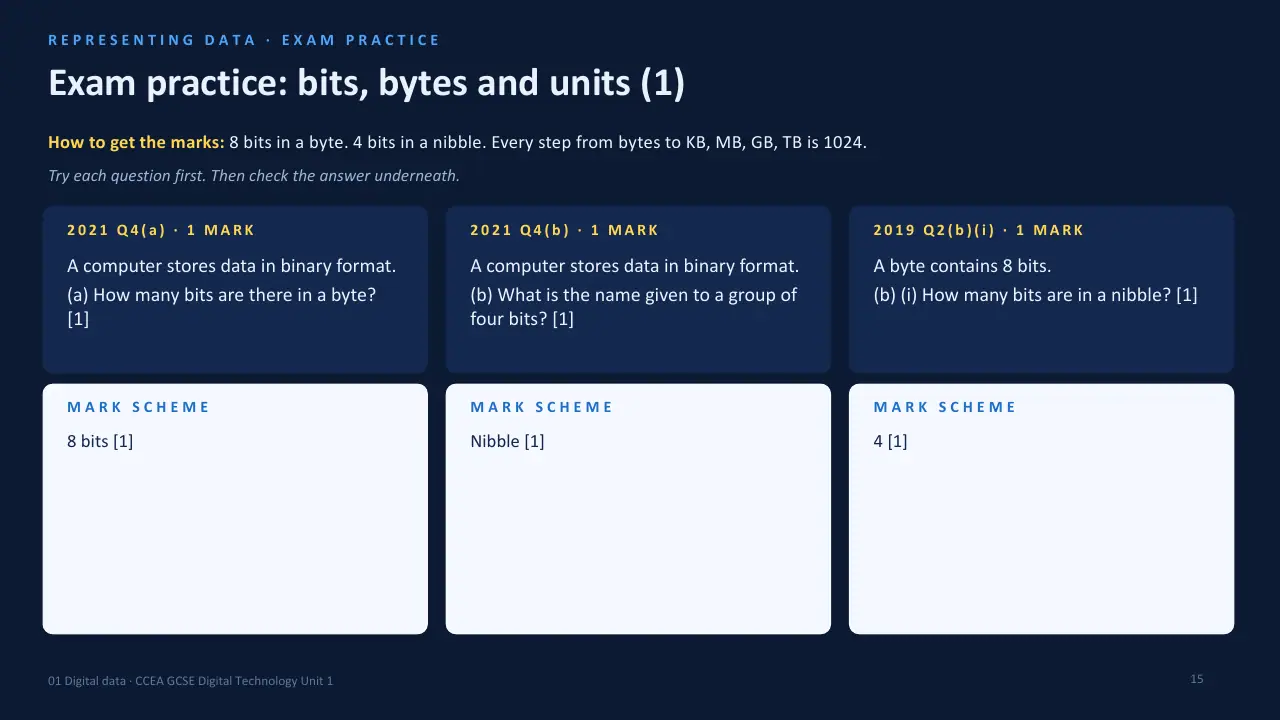 REPRESENTING DATA · EXAM PRACTICE
Exam practice: bits, bytes and units (1)
How to get the marks: 8 bits in a byte. 4 bits in a nibble. Every step from bytes to KB, MB, GB, TB is 1024.
Try each question first. Then check the answer underneath.
2021 Q4(a) · 1 MARK
A computer stores data in binary format.
(a) How many bits are there in a byte?
[1]
MARK SCHEME
8 bits [1]
2021 Q4(b) · 1 MARK
A computer stores data in binary format.
(b) What is the name given to a group of
four bits? [1]
MARK SCHEME
Nibble [1]
2019 Q2(b)(i) · 1 MARK
A byte contains 8 bits.
(b) (i) How many bits are in a nibble? [1]
MARK SCHEME
4 [1]
01 Digital data · CCEA GCSE Digital Technology Unit 1
15